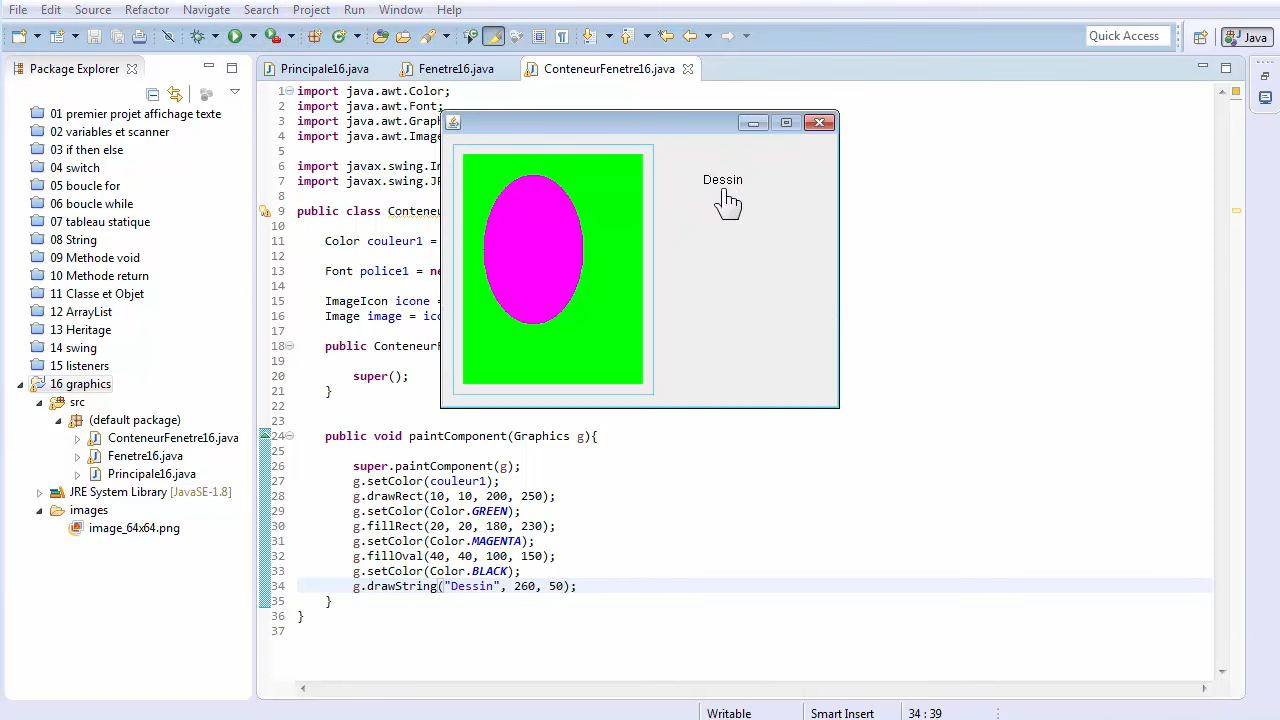 File Edit Source Refactor Navigate Search Project Run Window Help
Quick Access
Java
Package Explorer
Principale16.java
Fenetre16.java
ConteneurFenetre16.java
01 premier projet affichage texte
02 variables et scanner
03 if then else
04 switch
05 boucle for
06 boucle while
07 tableau statique
08 String
09 Methode void
10 Methode return
11 Classe et Objet
12 ArrayList
13 Heritage
14 swing
15 listeners
16 graphics
src
(default package)
ConteneurFenetre16.java
Fenetre16.java
Principale16.java
JRE System Library [JavaSE-1.8]
images
image_64x64.png
1 import java.awt.Color;
2 import java.awt.Font;
3 import java.awt.Grap
4 import java.awt.Imag
6 import javax.swing.Im
7 import javax.swing.JP
8
9 public class Conteneu
10
11 Color couleur1 =
12
13 Font police1 = ne
14
15 ImageIcon icone =
16 Image image = ico
17
18 public ConteneurF
19
20 super();
21 }
22
23
24 public void paintComponent(Graphics g){
25
26 super.paintComponent(g);
27 g.setColor(couleur1);
28 g.drawRect(10, 10, 200, 250);
29 g.setColor(Color.GREEN);
30 g.fillRect(20, 20, 180, 230);
31 g.setColor(Color.MAGENTA);
32 g.fillOval(40, 40, 100, 150);
33 g.setColor(Color.BLACK);
34 g.drawString("Dessin", 260, 50);
35 }
36 }
37
Dessin
Writable
Smart Insert
34 : 39